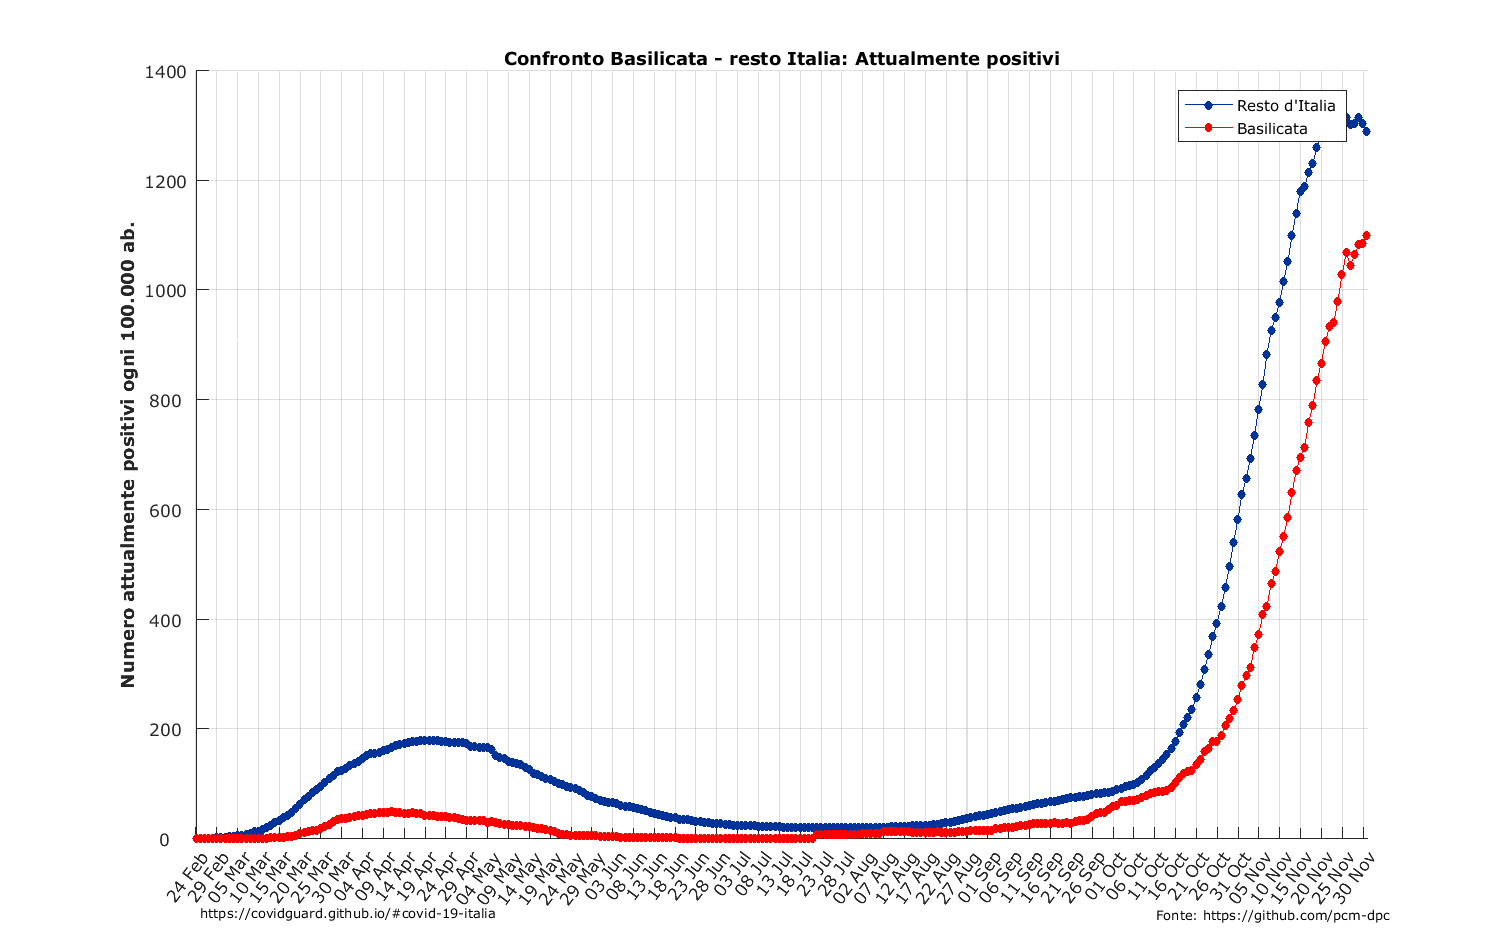 Confronto Basilicata - resto Italia: Attualmente positivi
Numero attualmente positivi ogni 100.000 ab.
1400
1200
1000
800
600
400
200
0
Resto d'Italia
Basilicata
24 Feb
29 Feb
05 Mar
10 Mar
15 Mar
20 Mar
25 Mar
30 Mar
04 Apr
09 Apr
14 Apr
19 Apr
24 Apr
29 Apr
04 May
09 May
14 May
19 May
24 May
29 May
03 Jun
08 Jun
13 Jun
18 Jun
23 Jun
28 Jun
03 Jul
08 Jul
13 Jul
18 Jul
23 Jul
28 Jul
02 Aug
07 Aug
12 Aug
17 Aug
22 Aug
27 Aug
01 Sep
06 Sep
11 Sep
16 Sep
21 Sep
26 Sep
01 Oct
06 Oct
11 Oct
16 Oct
21 Oct
26 Oct
31 Oct
05 Nov
10 Nov
15 Nov
20 Nov
25 Nov
30 Nov
https://covidguard.github.io/#covid-19-italia
Fonte: https://github.com/pcm-dpc